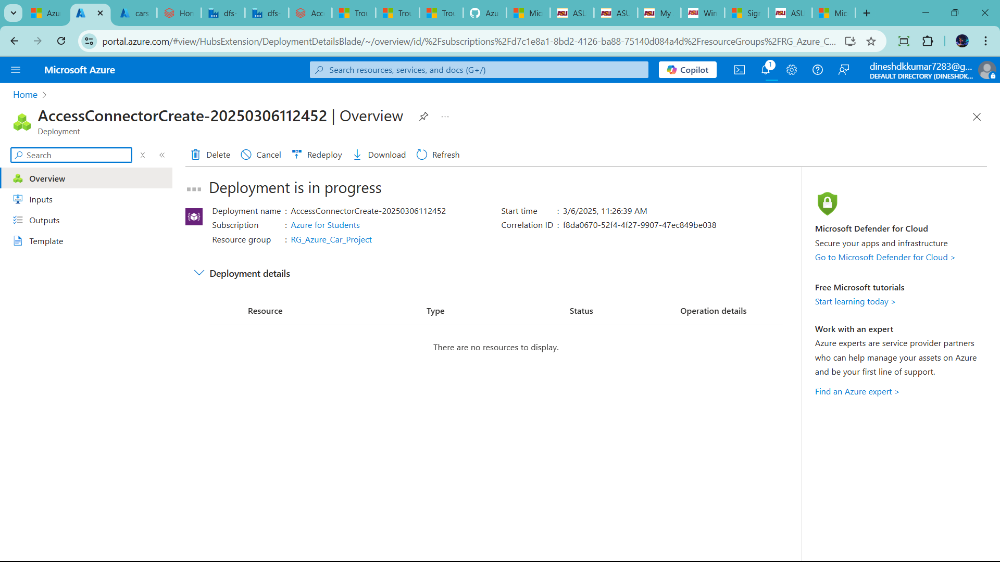 Azu
cars
Hom
dfs-
dfs-
Acc
Trou
Trou
Trou
Azu
Mic
ASU
ASU
My
Win
Sign
ASU
Mic
portal.azure.com/#view/HubsExtension/DeploymentDetailsBlade/~/overview/id/%2Fsubscriptions%2Fd7c1e8a1-8bd2-4126-ba88-75140d084a4d%2FresourceGroups%2FRG_Azure_C...
Microsoft Azure
Search resources, services, and docs (G+/)
Copilot
1
dineshdkkumar7283@g...
DEFAULT DIRECTORY (DINESHDK...
Home
AccessConnectorCreate-20250306112452 | Overview
Deployment
Search
Delete
Cancel
Redeploy
Download
Refresh
Overview
Inputs
Outputs
Template
Deployment is in progress
Deployment name : AccessConnectorCreate-20250306112452
Subscription : Azure for Students
Resource group : RG_Azure_Car_Project
Start time : 3/6/2025, 11:26:39 AM
Correlation ID : f8da0670-52f4-4f27-9907-47ec849be038
Deployment details
Resource Type Status Operation details
There are no resources to display.
Microsoft Defender for Cloud
Secure your apps and infrastructure
Go to Microsoft Defender for Cloud >
Free Microsoft tutorials
Start learning today >
Work with an expert
Azure experts are service provider partners
who can help manage your assets on Azure
and be your first line of support.
Find an Azure expert >